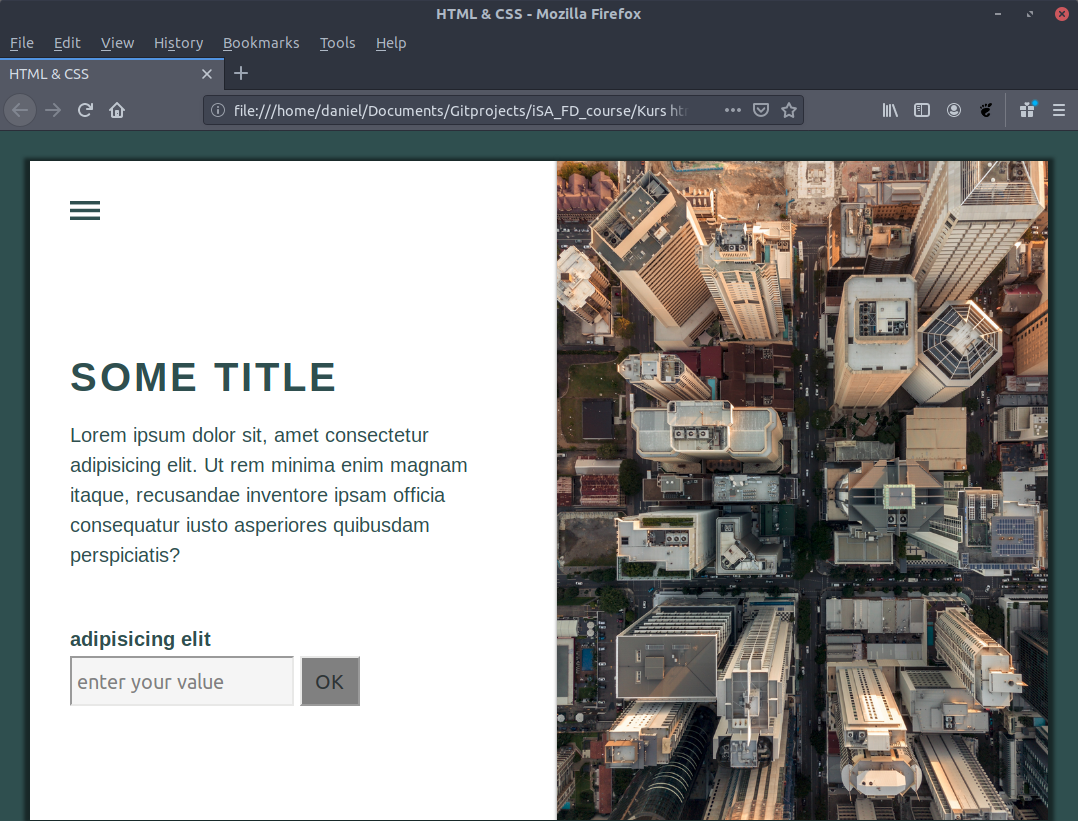 HTML & CSS - Mozilla Firefox
File Edit View History Bookmarks Tools Help
HTML & CSS
file:///home/daniel/Documents/Gitprojects/iSA_FD_course/Kurs htm
SOME TITLE
Lorem ipsum dolor sit, amet consectetur
adipisicing elit. Ut rem minima enim magnam
itaque, recusandae inventore ipsam officia
consequatur iusto asperiores quibusdam
perspiciatis?
adipisicing elit
enter your value OK